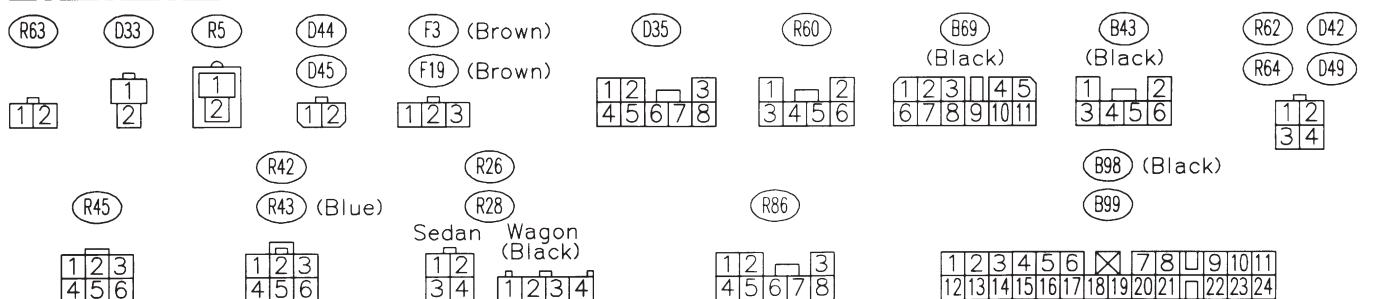 R63 D33 R5 D44 F3 (Brown) D35 R60 B69 B43 R62 D42
D45 F19 (Brown) (Black) (Black) R64 D49
1 1 1 2 3 1 2 1 2 3 4 5 1 2
1 2 2 2 1 2 1 2 3 4 5 6 7 8 3 4 5 6 6 7 8 9 10 11 3 4 5 6 1 2
3 4
R42 R26 B98 (Black)
R45 R43 (Blue) R28 R86 B99
Sedan Wagon
(Black)
1 2 3 1 2 3 1 2 1 2 3 1 2 3 4 5 6 7 8 9 10 11
4 5 6 4 5 6 3 4 1 2 3 4 4 5 6 7 8 12 13 14 15 16 17 18 19 20 21 22 23 24